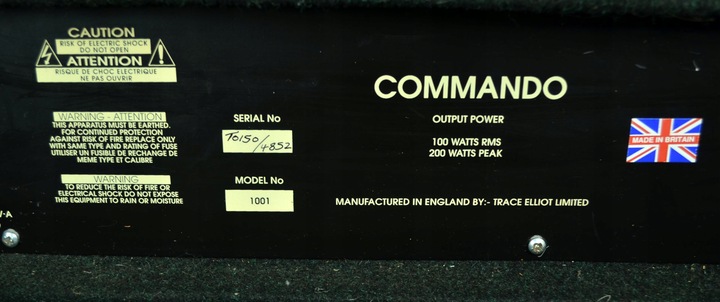 CAUTION
RISK OF ELECTRIC SHOCK
DO NOT OPEN
ATTENTION
RISQUE DE CHOC ELECTRIQUE
NE PAS OUVRIR
WARNING - ATTENTION
THIS APPARATUS MUST BE EARTHED.
FOR CONTINUED PROTECTION
AGAINST RISK OF FIRE REPLACE ONLY
WITH SAME TYPE AND RATING OF FUSE
UTILISER UN FUSIBLE DE RECHANGE DE
MEME TYPE ET CALIBRE
WARNING
TO REDUCE THE RISK OF FIRE OR
ELECTRICAL SHOCK DO NOT EXPOSE
THIS EQUIPMENT TO RAIN OR MOISTURE
V-A
SERIAL No
T0150/4852
MODEL No
1001
COMMANDO
OUTPUT POWER
100 WATTS RMS
200 WATTS PEAK
MANUFACTURED IN ENGLAND BY:- TRACE ELLIOT LIMITED
MADE IN BRITAIN